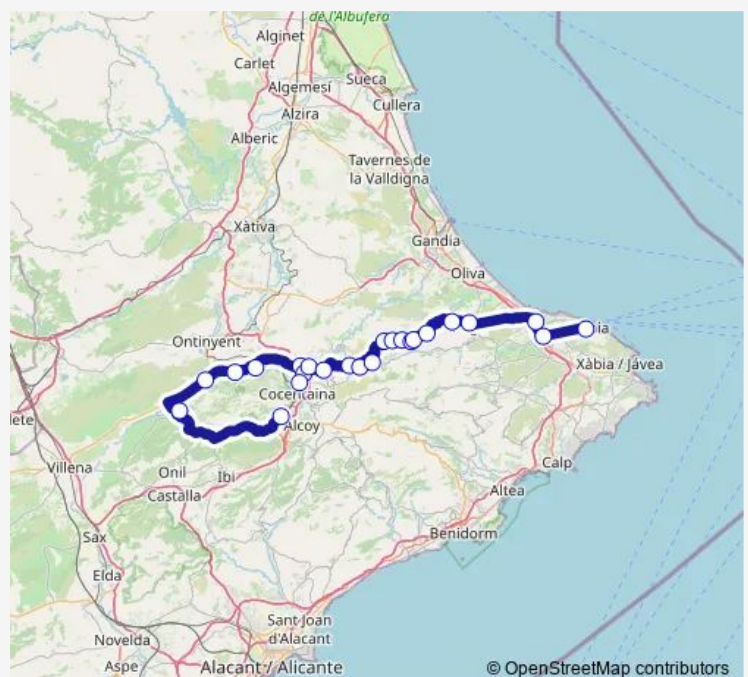 de l'Albufera
Alginet
Carlet
Sueca
Algemesí
Cullera
Alzira
Alberic
Tavernes de
la Valldigna
Xàtiva
Gandia
Oliva
ia
Ontinyent
Xàbia / Jávea
Cocentaina
lete
Alcoy
Villena
Onil
Ibi
Calp
Castalla
Altea
Sax
Benidorm
Elda
Sant Joan
d'Alacant
Novelda
Aspe
Alacant / Alicante
© OpenStreetMap contributors